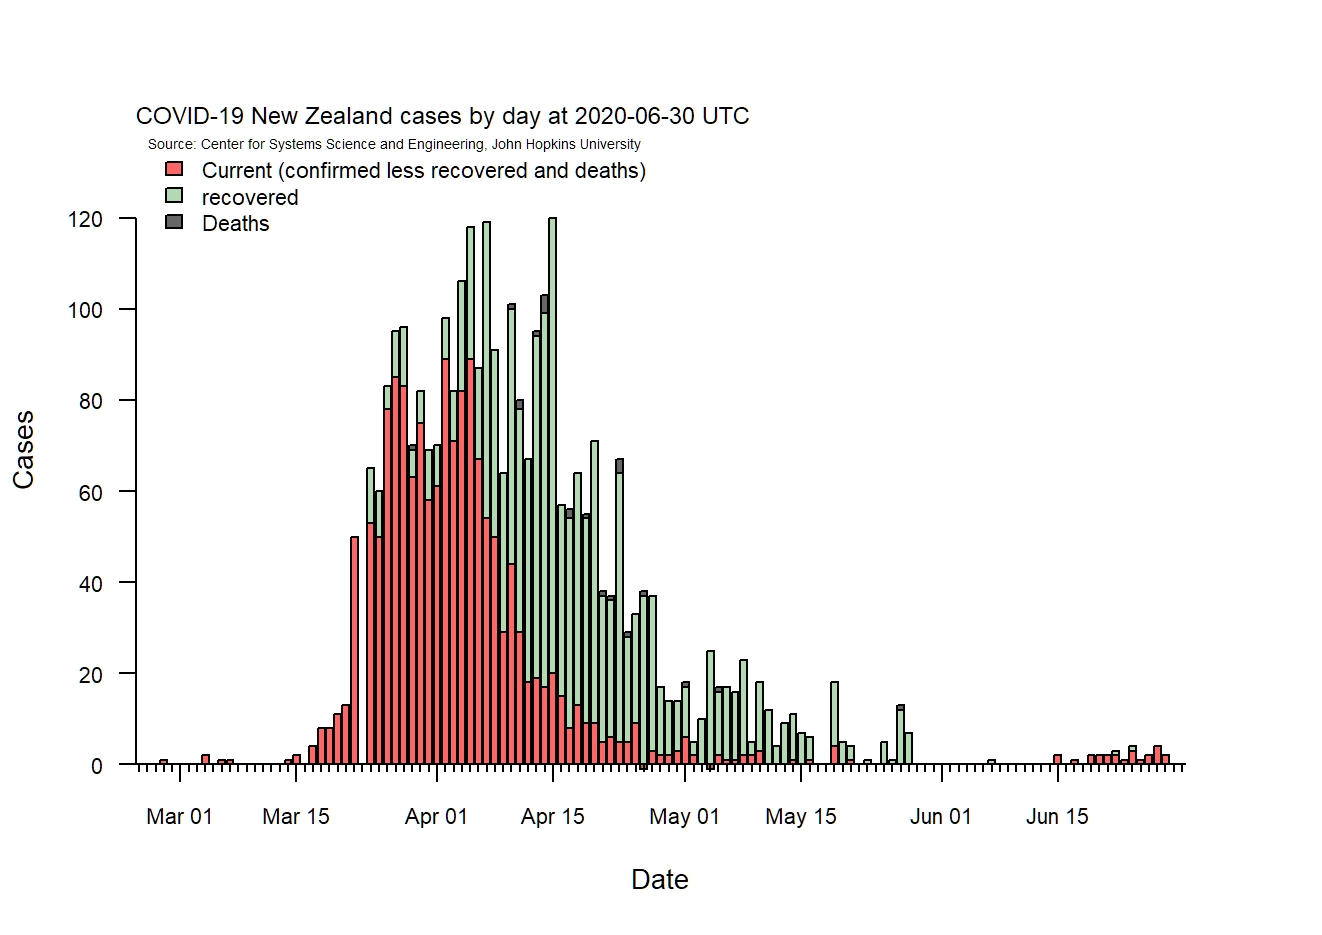 COVID-19 New Zealand cases by day at 2020-06-30 UTC
Source: Center for Systems Science and Engineering, John Hopkins University
Current (confirmed less recovered and deaths)
recovered
Deaths
120
100
80
60
40
20
0
Cases
Mar 01 Mar 15 Apr 01 Apr 15 May 01 May 15 Jun 01 Jun 15
Date